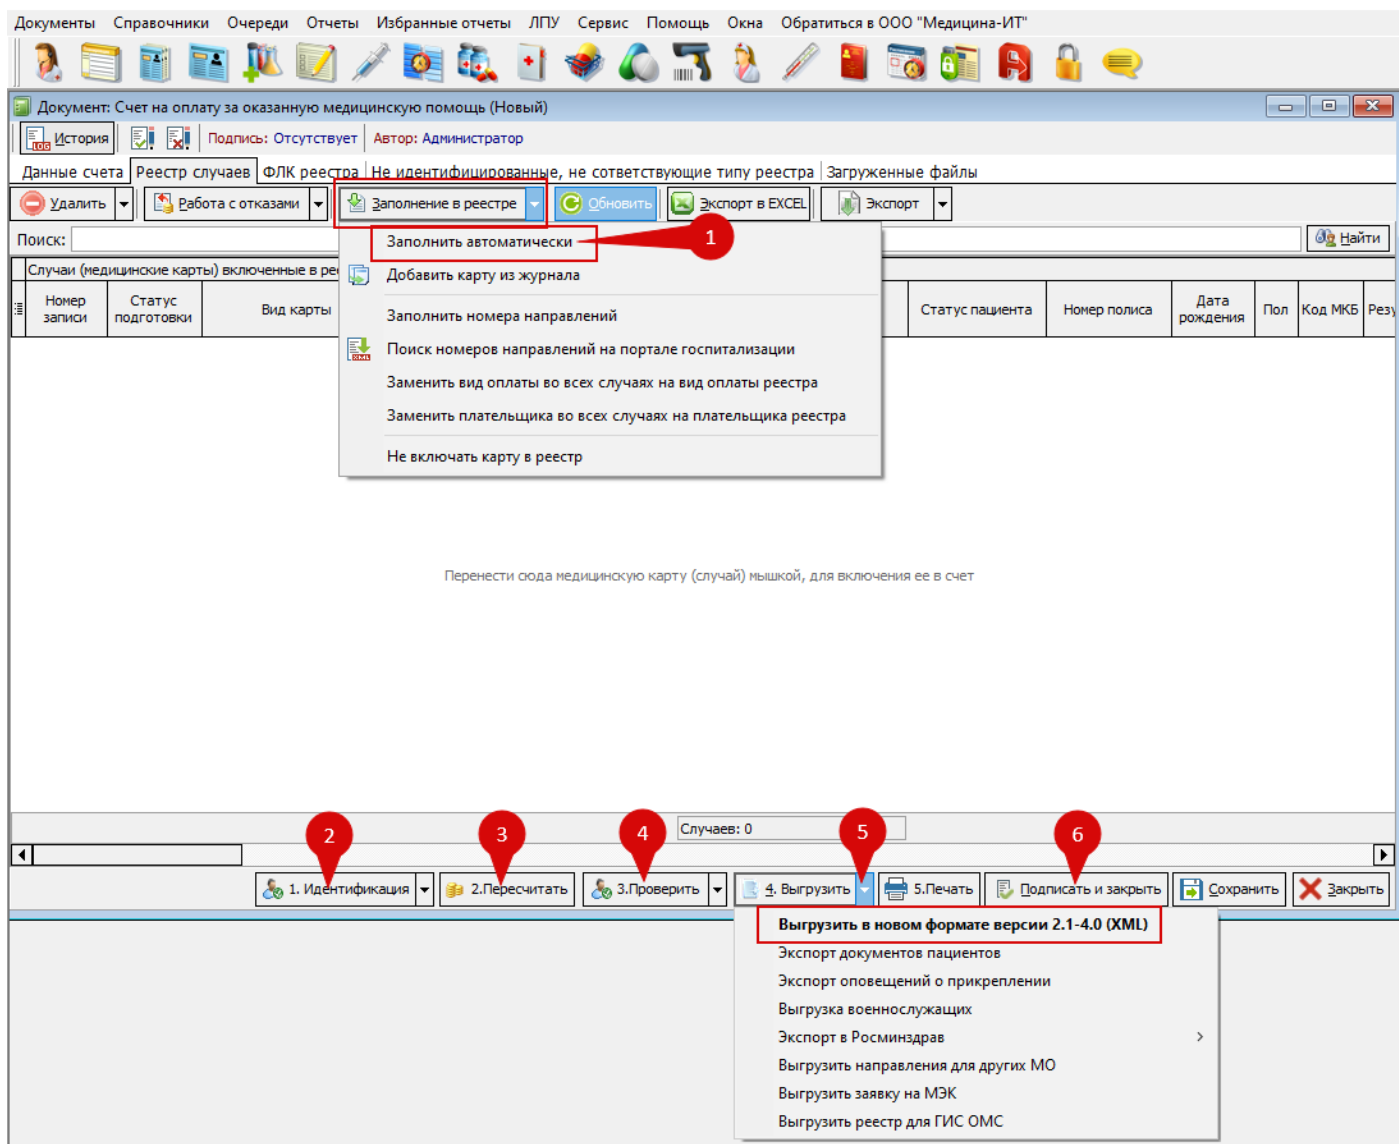 Документы Справочники Очереди Отчеты Избранные отчеты ЛПУ Сервис Помощь Окна Обратиться в ООО "Медицина-ИТ"
Документ: Счет на оплату за оказанную медицинскую помощь (Новый)
LOG История Подпись: Отсутствует Автор: Администратор
Данные счета Реестр случаев ФЛК реестра Не идентифицированные, не сответствующие типу реестра Загруженные файлы
Удалить Работа с отказами Заполнение в реестре Обновить Экспорт в EXCEL Экспорт
Поиск: Найти
Заполнить автоматически 1
Случаи (медицинские карты) включенные в ре
Добавить карту из журнала
Номер записи Статус подготовки Вид карты Статус пациента Номер полиса Дата рождения Пол Код МКБ Резу
Заполнить номера направлений
XML Поиск номеров направлений на портале госпитализации
Заменить вид оплаты во всех случаях на вид оплаты реестра
Заменить плательщика во всех случаях на плательщика реестра
Не включать карту в реестр
Перенести сюда медицинскую карту (случай) мышкой, для включения ее в счет
2 3 4 Случаев: 0 5 6
1. Идентификация 2.Пересчитать 3.Проверить 4. Выгрузить 5.Печать Подписать и закрыть Сохранить Закрыть
Выгрузить в новом формате версии 2.1-4.0 (XML)
Экспорт документов пациентов
Экспорт оповещений о прикреплении
Выгрузка военнослужащих
Экспорт в Росминздрав
Выгрузить направления для других МО
Выгрузить заявку на МЭК
Выгрузить реестр для ГИС ОМС